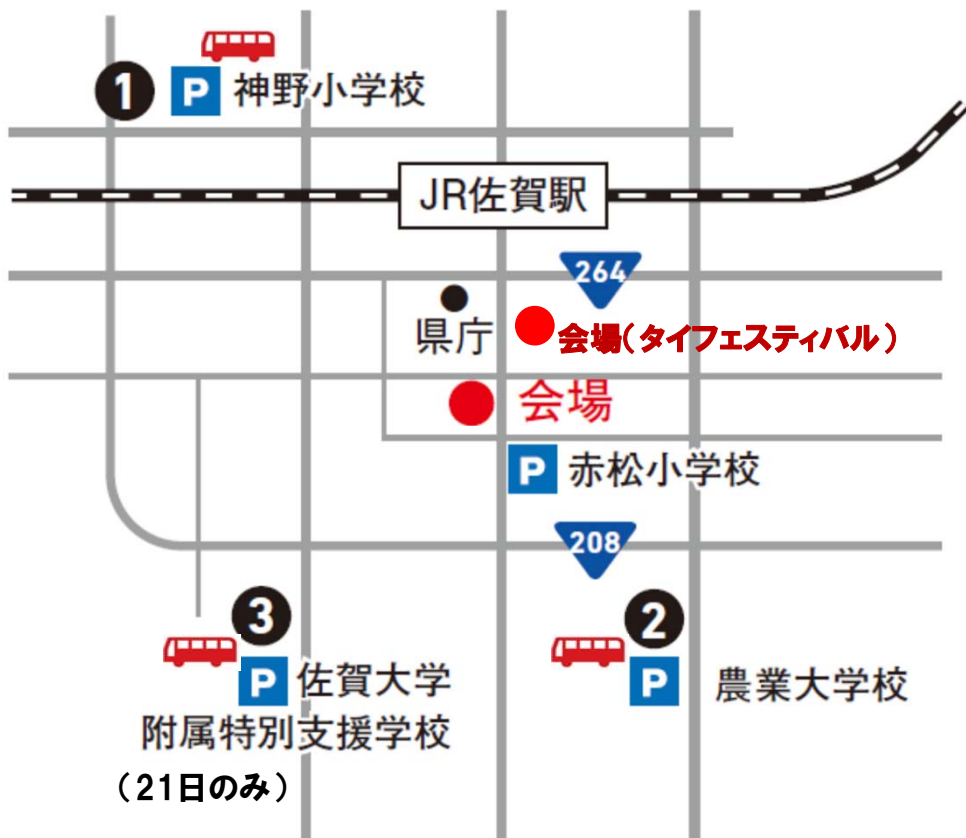 1
P 神野小学校
JR佐賀駅
264
県庁
会場(タイフェスティバル)
会場
P 赤松小学校
208
3
P 佐賀大学
附属特別支援学校
(21日のみ)
2
P 農業大学校